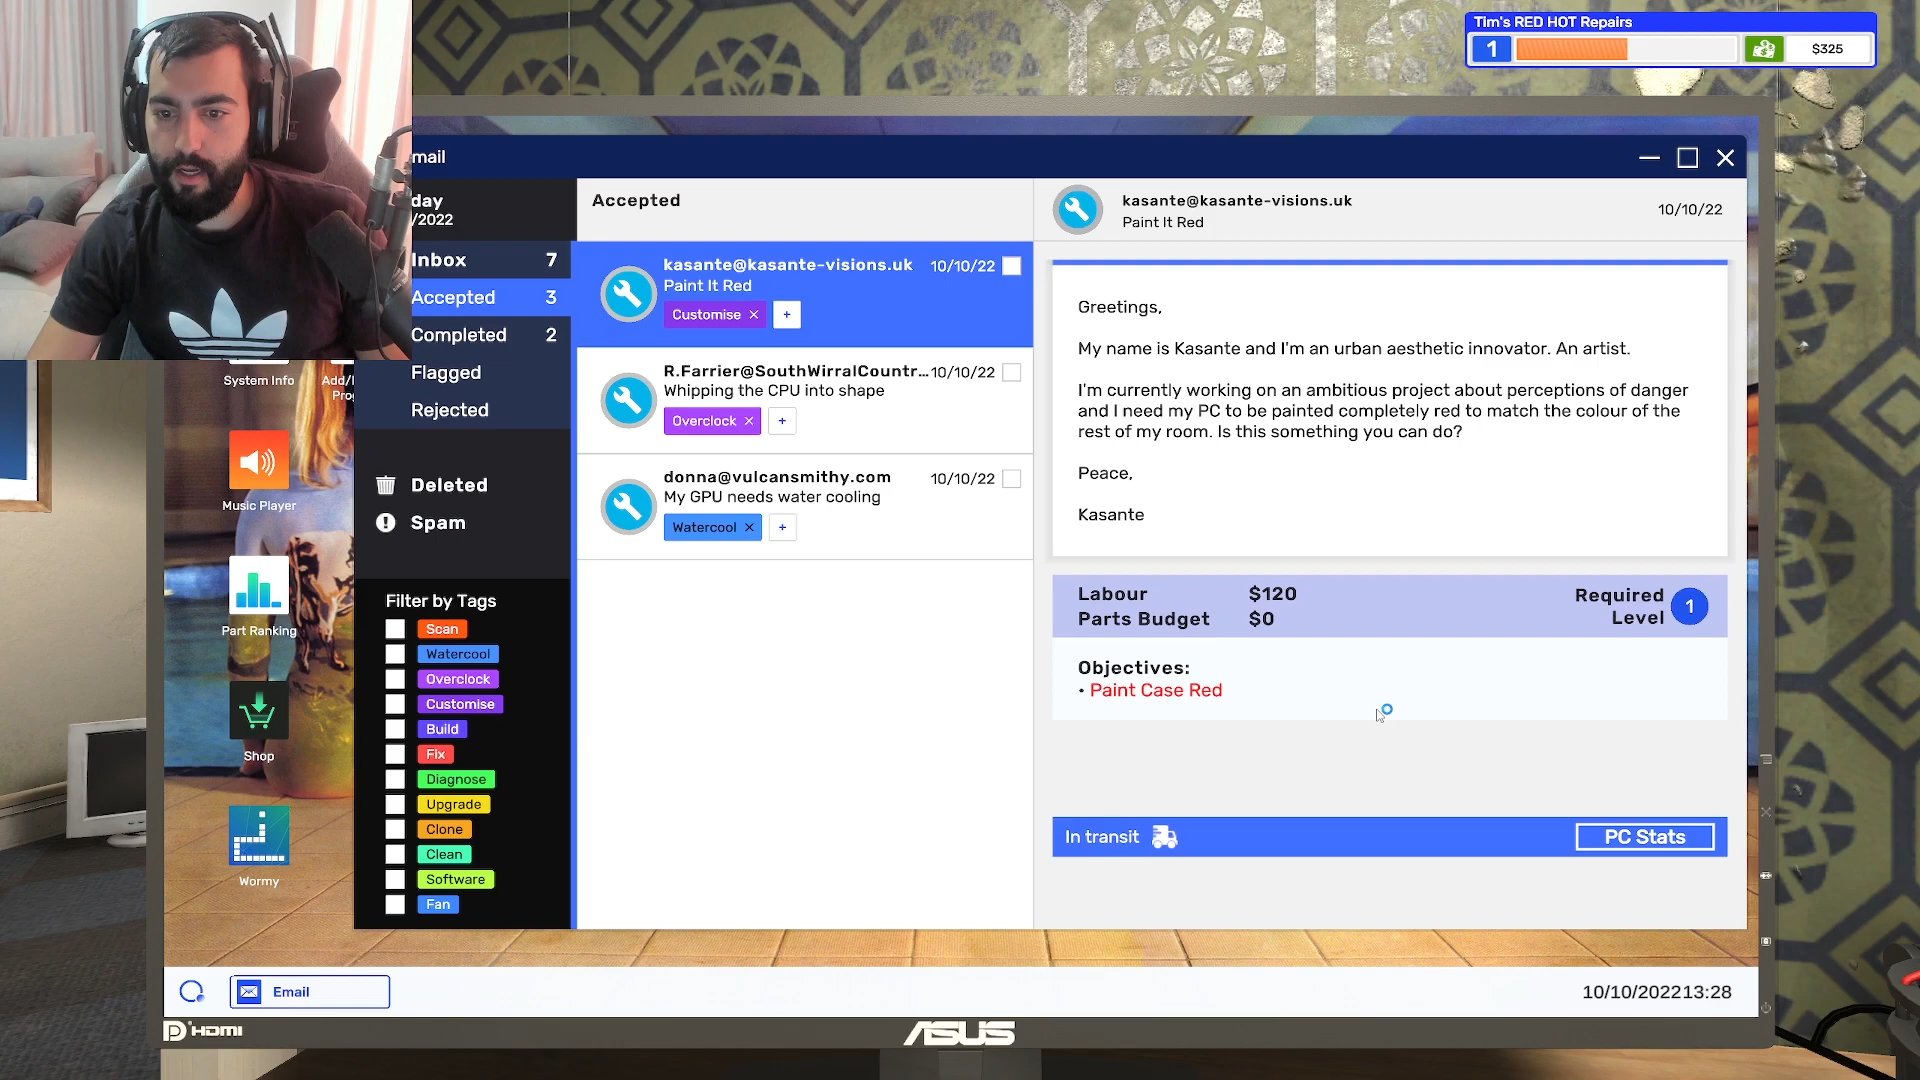 Tim's RED HOT Repairs
1
$325
mail
day
/2022
Inbox 7
Accepted 3
Completed 2
Flagged
Rejected
Deleted
Spam
Filter by Tags
Scan
Watercool
Overclock
Customise
Build
Fix
Diagnose
Upgrade
Clone
Clean
Software
Fan
Accepted
kasante@kasante-visions.uk 10/10/22
Paint It Red
Customise × +
R.Farrier@SouthWirralCountr... 10/10/22
Whipping the CPU into shape
Overclock × +
donna@vulcansmithy.com 10/10/22
My GPU needs water cooling
Watercool × +
kasante@kasante-visions.uk
Paint It Red
10/10/22
Greetings,
My name is Kasante and I'm an urban aesthetic innovator. An artist.
I'm currently working on an ambitious project about perceptions of danger
and I need my PC to be painted completely red to match the colour of the
rest of my room. Is this something you can do?
Peace,
Kasante
Labour $120
Parts Budget $0
Required
Level 1
Objectives:
• Paint Case Red
In transit
PC Stats
System Info
Music Player
Part Ranking
Shop
Wormy
Email
10/10/2022 13:28
HDMI
ASUS